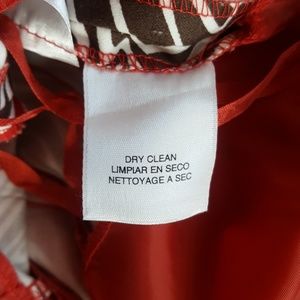 DRY CLEAN
LIMPIAR EN SECO
NETTOYAGE A SEC